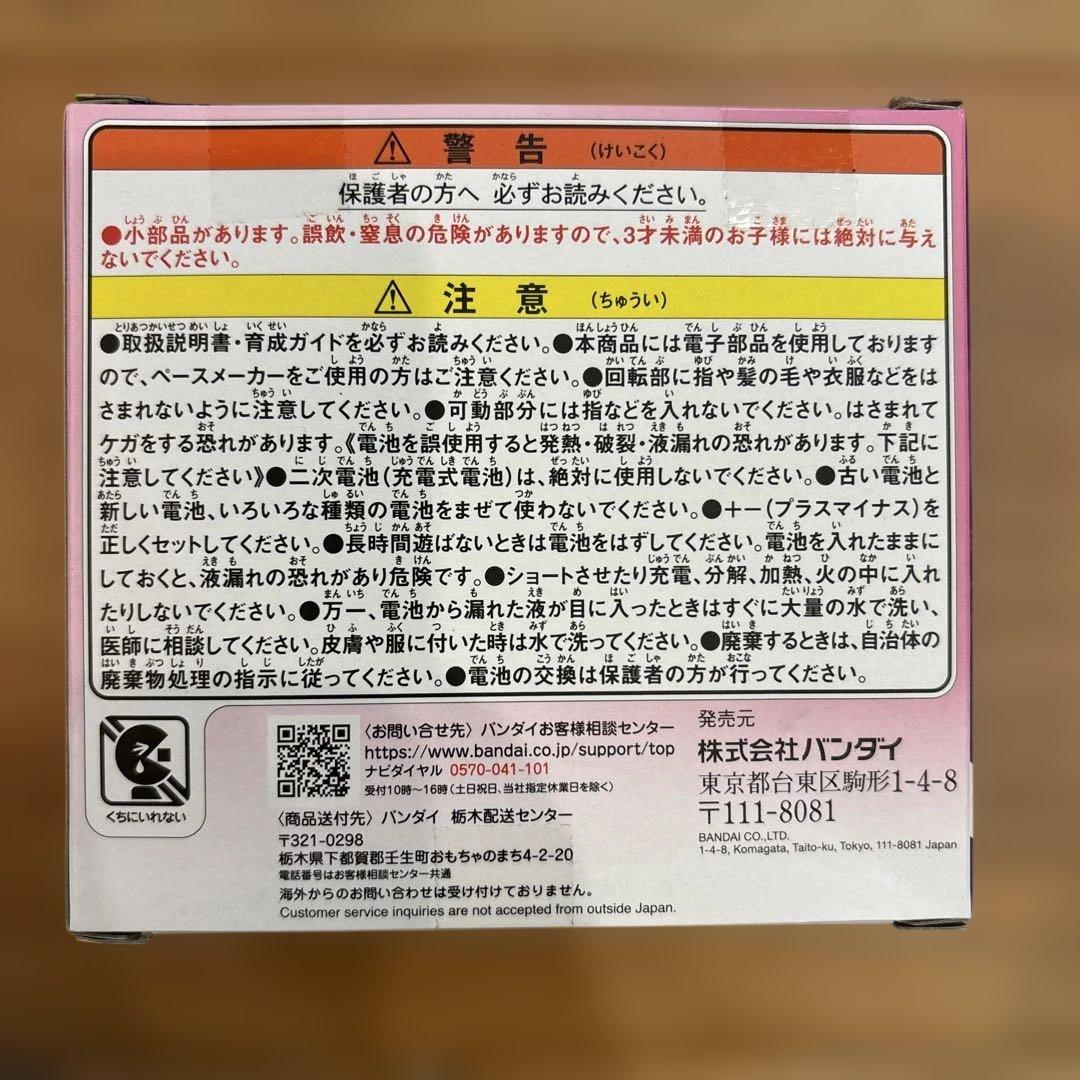 警告 (けいこく)
保護者の方へ 必ずお読みください。
●小部品があります。誤飲・窒息の危険がありますので、3才未満のお子様には絶対に与え
ないでください。
注意 (ちゅうい)
●取扱説明書・育成ガイドを必ずお読みください。●本商品には電子部品を使用しております
ので、ペースメーカーをご使用の方はご注意ください。●回転部に指や髪の毛や衣服などをは
さまれないように注意してください。●可動部分には指などを入れないでください。はさまれて
ケガをする恐れがあります。《電池を誤使用すると発熱・破裂・液漏れの恐れがあります。下記に
注意してください》●二次電池(充電式電池)は、絶対に使用しないでください。●古い電池と
新しい電池、いろいろな種類の電池をまぜて使わないでください。●+−(プラスマイナス)を
正しくセットしてください。●長時間遊ばないときは電池をはずしてください。電池を入れたままに
しておくと、液漏れの恐れがあり危険です。●ショートさせたり充電、分解、加熱、火の中に入れ
たりしないでください。●万一、電池から漏れた液が目に入ったときはすぐに大量の水で洗い、
医師に相談してください。皮膚や服に付いた時は水で洗ってください。●廃棄するときは、自治体の
廃棄物処理の指示に従ってください。●電池の交換は保護者の方が行ってください。
くちにいれない
〈お問い合せ先〉バンダイお客様相談センター
https://www.bandai.co.jp/support/top
ナビダイヤル 0570-041-101
受付10時〜16時(土日祝日、当社指定休業日を除く)
〈商品送付先〉バンダイ 栃木配送センター
〒321-0298
栃木県下都賀郡壬生町おもちゃのまち4-2-20
電話番号はお客様相談センター共通
海外からのお問い合わせは受け付けておりません。
Customer service inquiries are not accepted from outside Japan.
発売元
株式会社バンダイ
東京都台東区駒形1-4-8
〒111-8081
BANDAI CO.,LTD.
1-4-8, Komagata, Taito-ku, Tokyo, 111-8081 Japan